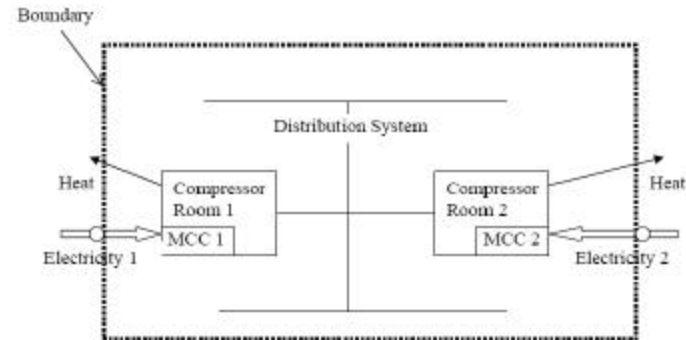 Boundary
Distribution System
Heat
Compressor
Room 1
MCC 1
Electricity 1
Compressor
Room 2
MCC 2
Heat
Electricity 2